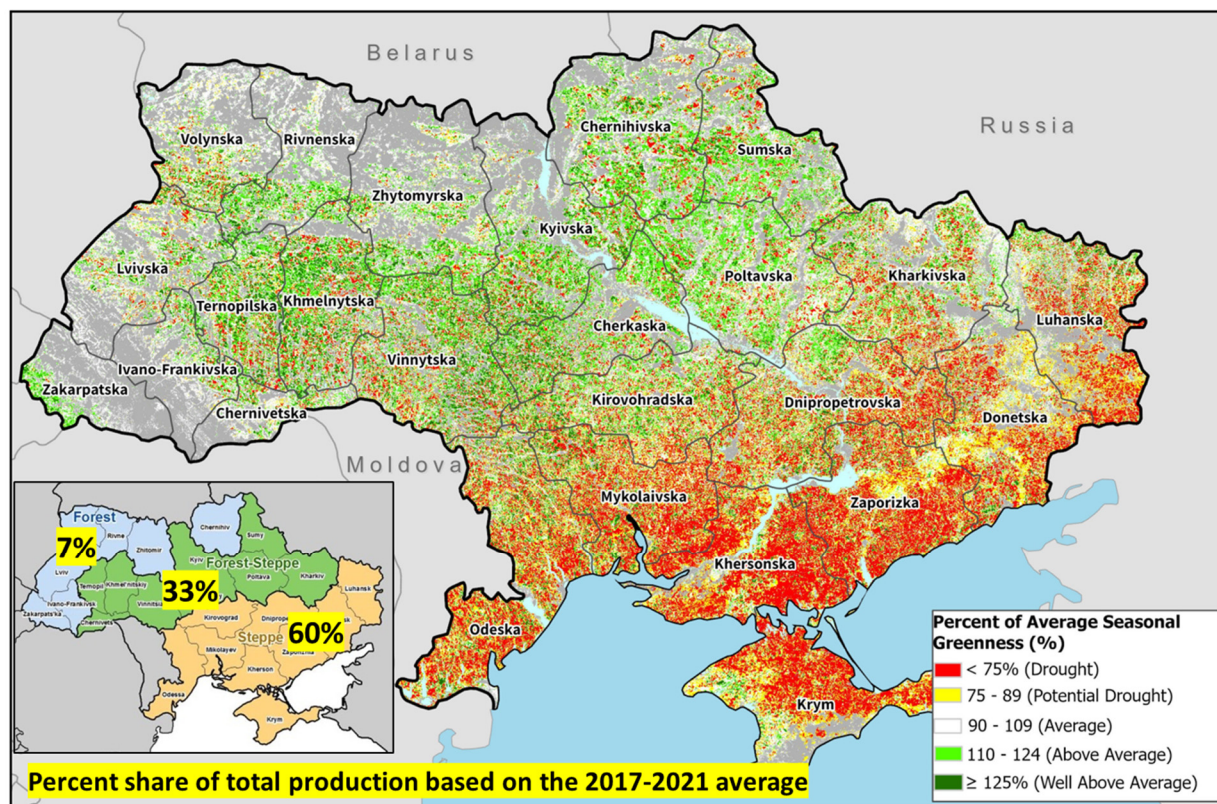 Belarus
Russia
Moldova
Volynska
Rivnenska
Zhytomyrska
Chernihivska
Sumska
Kyivska
Lvivska
Ternopilska
Khmelnytska
Poltavska
Kharkivska
Luhanska
Cherkaska
Vinnytska
Ivano-Frankivska
Zakarpatska
Chernivetska
Kirovohradska
Dnipropetrovska
Donetska
Mykolaivska
Zaporizka
Khersonska
Odeska
Krym
Forest
7%
Rivne
Zhitomir
Chernihiv
Sumy
Lviv
Kyiv
Forest-Steppe
Ternopil
Khmel'nitskiy
Poltava
Kharkiv
Ivano-Frankivsk
Zakarpats'ka
Vinnitsia
33%
Chernivets
Luhansk
Kirovograd
Steppe
60%
Mikolayev
Kherson
Odessa
Krym
Percent share of total production based on the 2017-2021 average
Percent of Average Seasonal
Greenness (%)
< 75% (Drought)
75 - 89 (Potential Drought)
90 - 109 (Average)
110 - 124 (Above Average)
≥ 125% (Well Above Average)